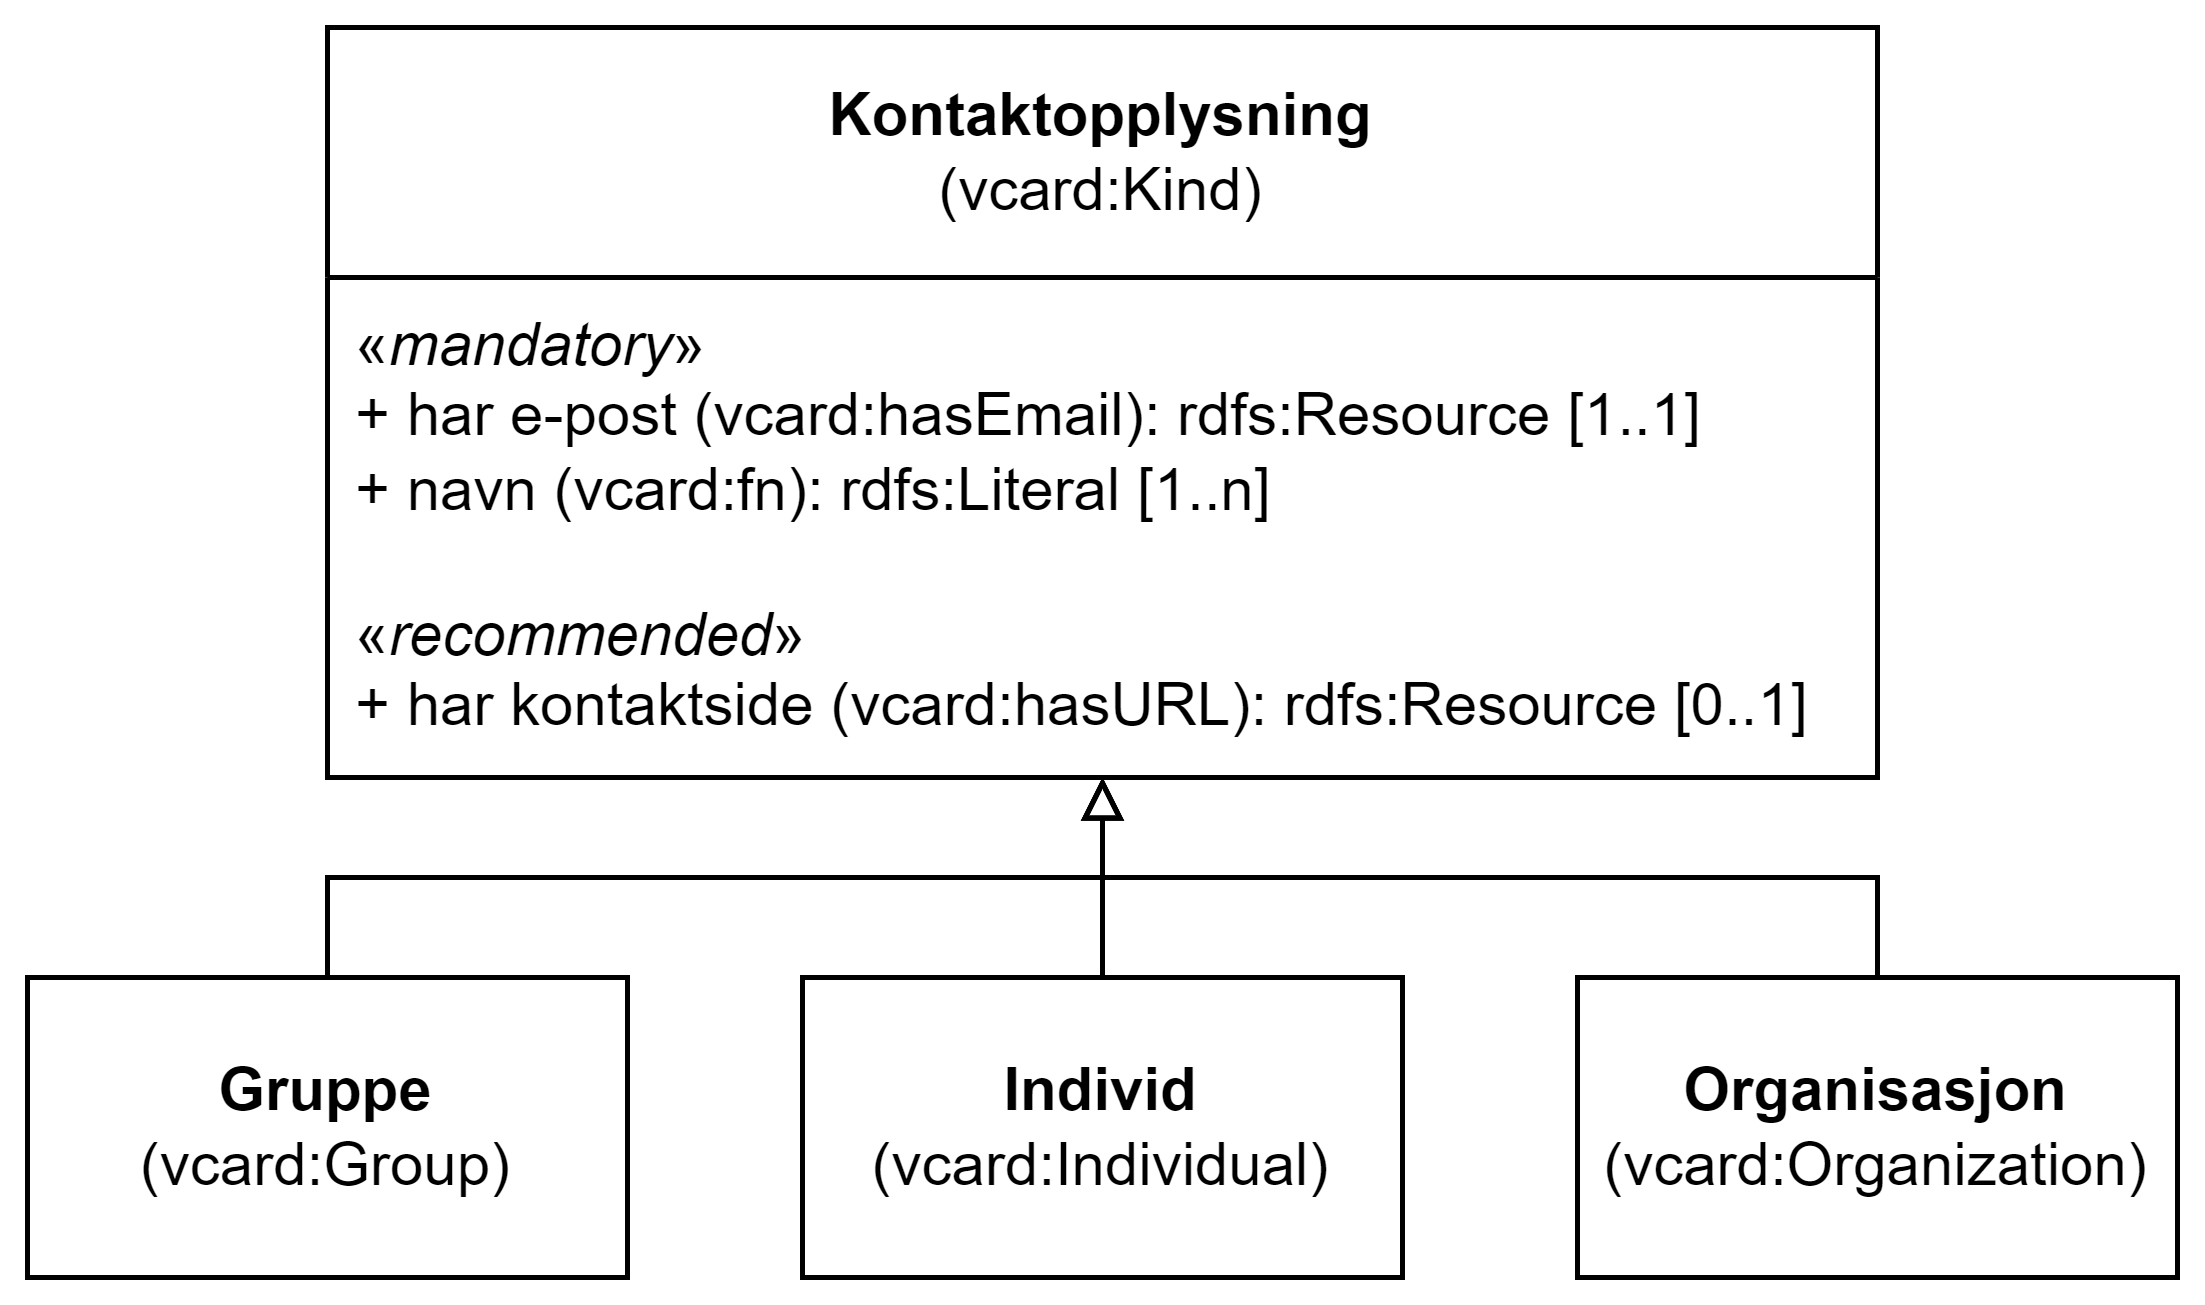 Kontaktopplysning
(vcard:Kind)
«mandatory»
+ har e-post (vcard:hasEmail): rdfs:Resource [1..1]
+ navn (vcard:fn): rdfs:Literal [1..n]
«recommended»
+ har kontaktside (vcard:hasURL): rdfs:Resource [0..1]
Gruppe
(vcard:Group)
Individ
(vcard:Individual)
Organisasjon
(vcard:Organization)